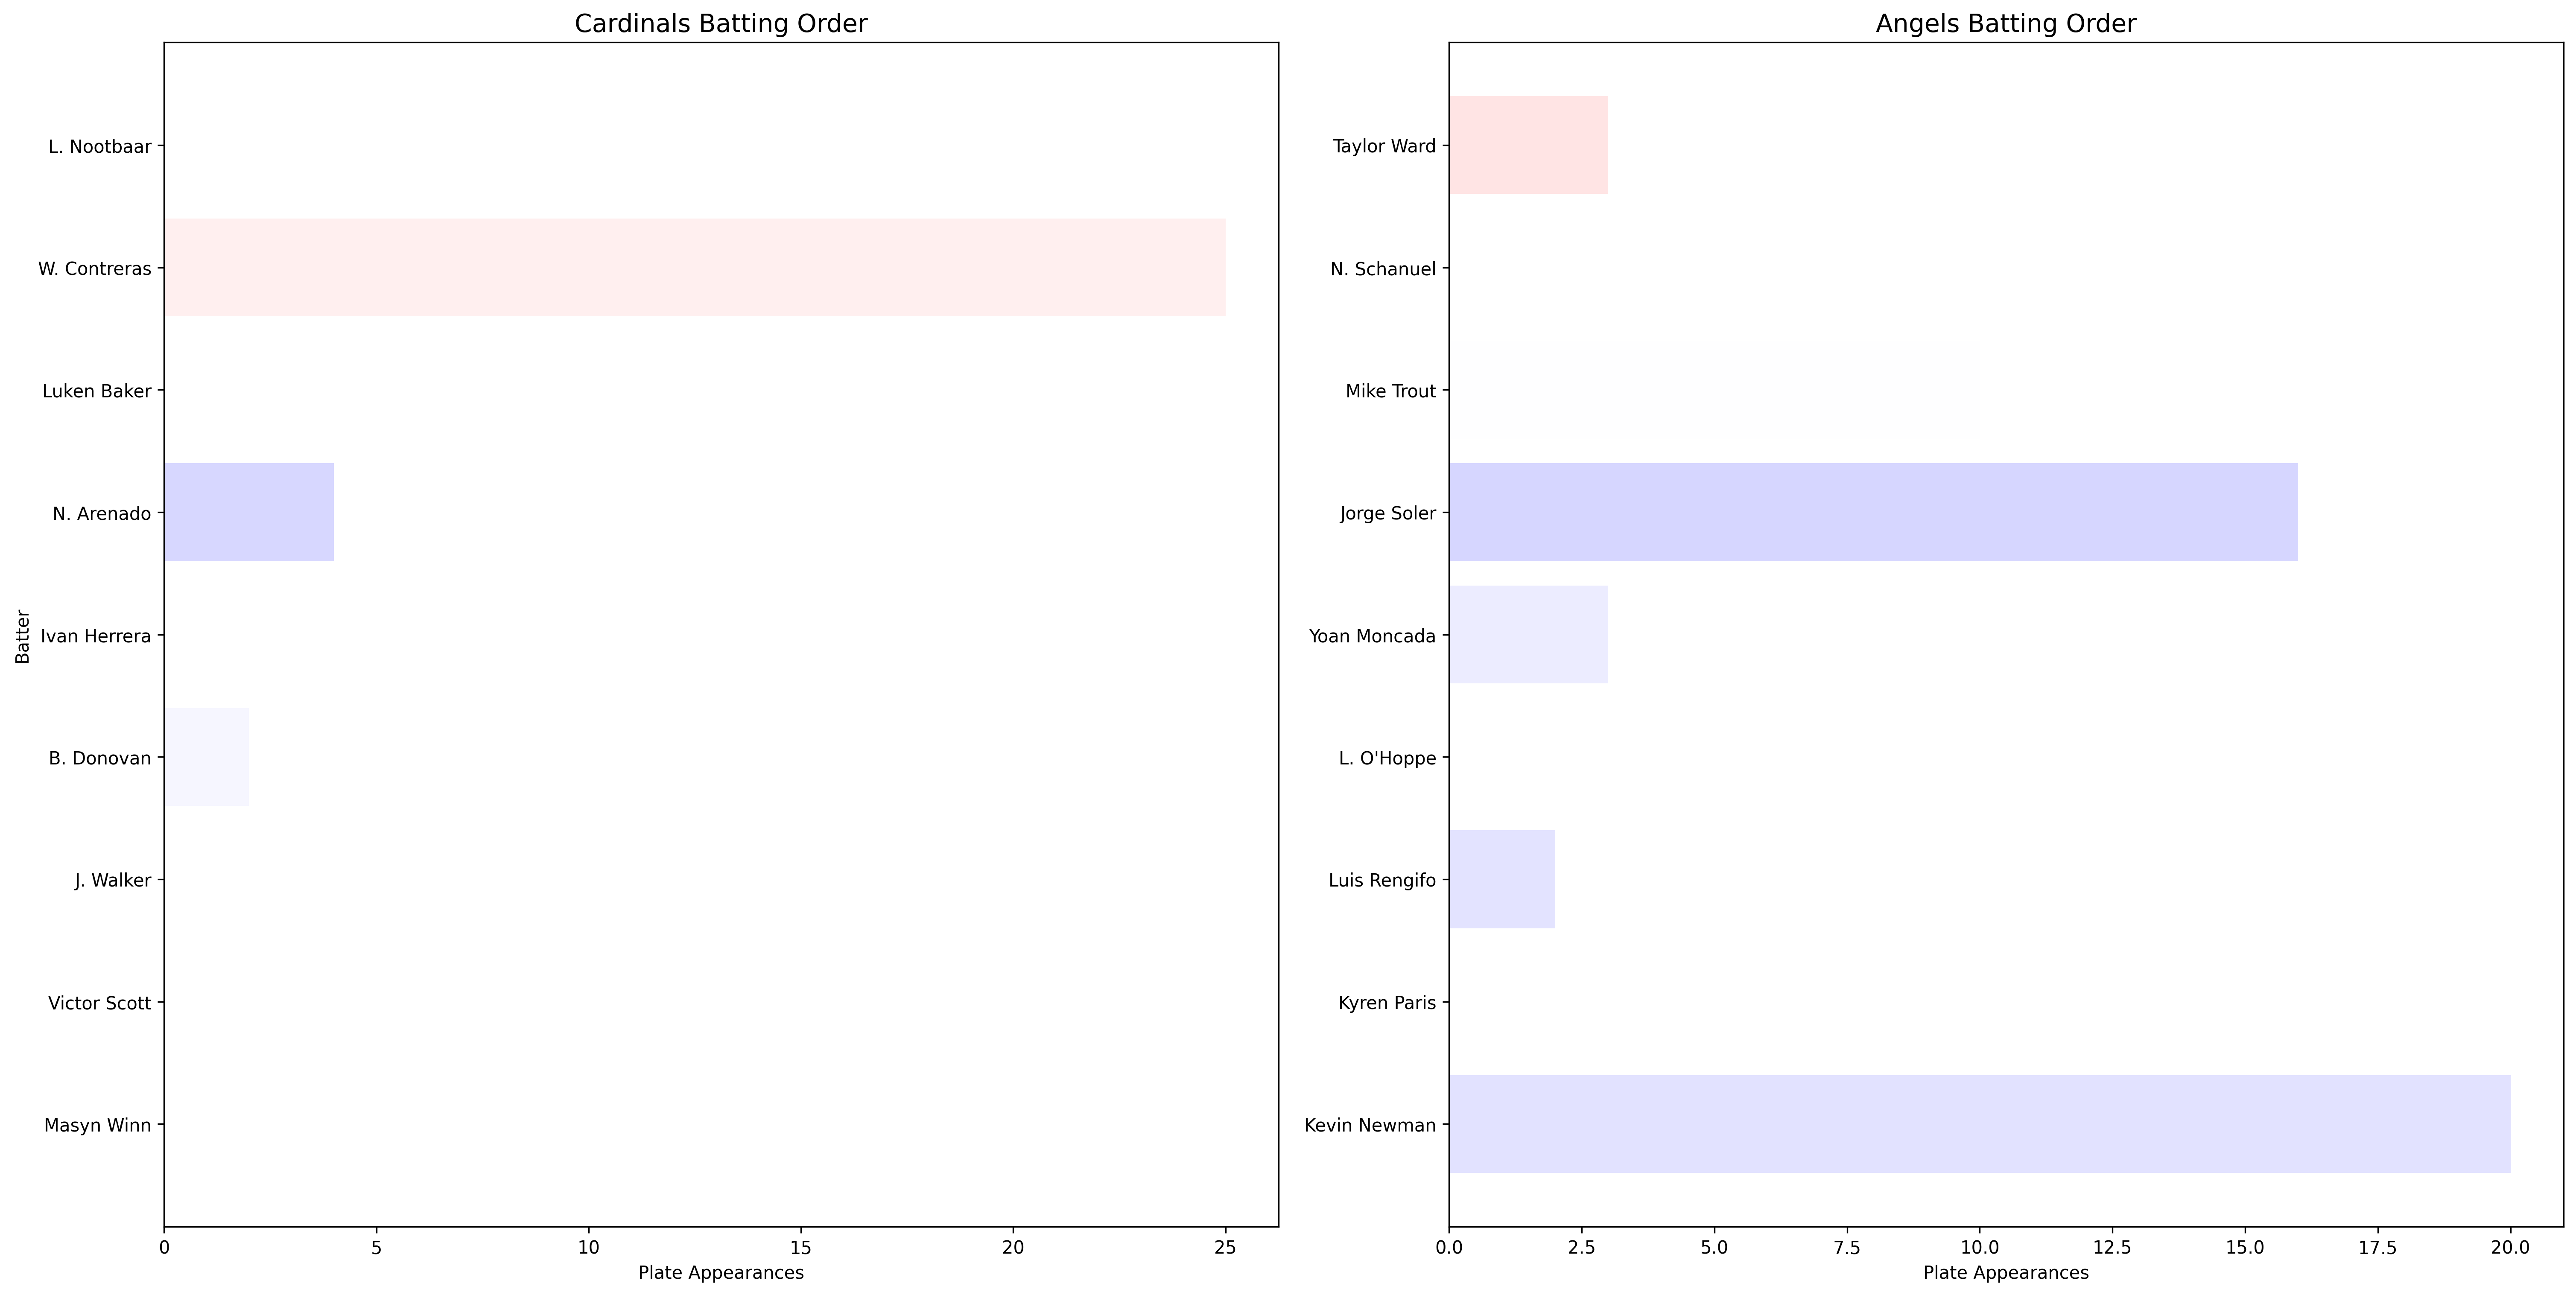 Cardinals Batting Order
Batter
L. Nootbaar
W. Contreras
Luken Baker
N. Arenado
Ivan Herrera
B. Donovan
J. Walker
Victor Scott
Masyn Winn
0 5 10 15 20 25
Plate Appearances
Angels Batting Order
Taylor Ward
N. Schanuel
Mike Trout
Jorge Soler
Yoan Moncada
L. O'Hoppe
Luis Rengifo
Kyren Paris
Kevin Newman
0.0 2.5 5.0 7.5 10.0 12.5 15.0 17.5 20.0
Plate Appearances